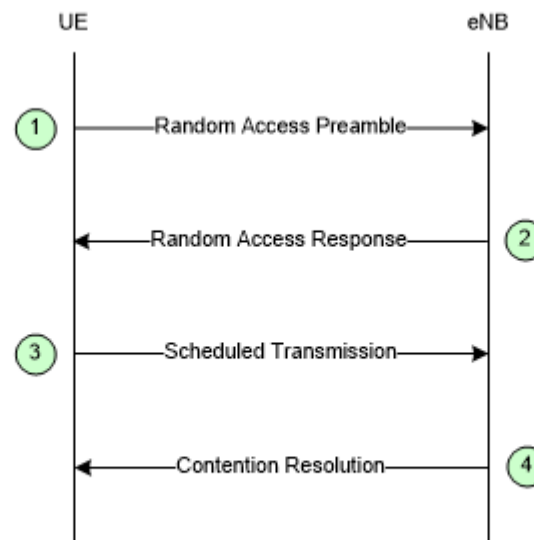 UE eNB
1 Random Access Preamble
Random Access Response 2
3 Scheduled Transmission
Contention Resolution 4